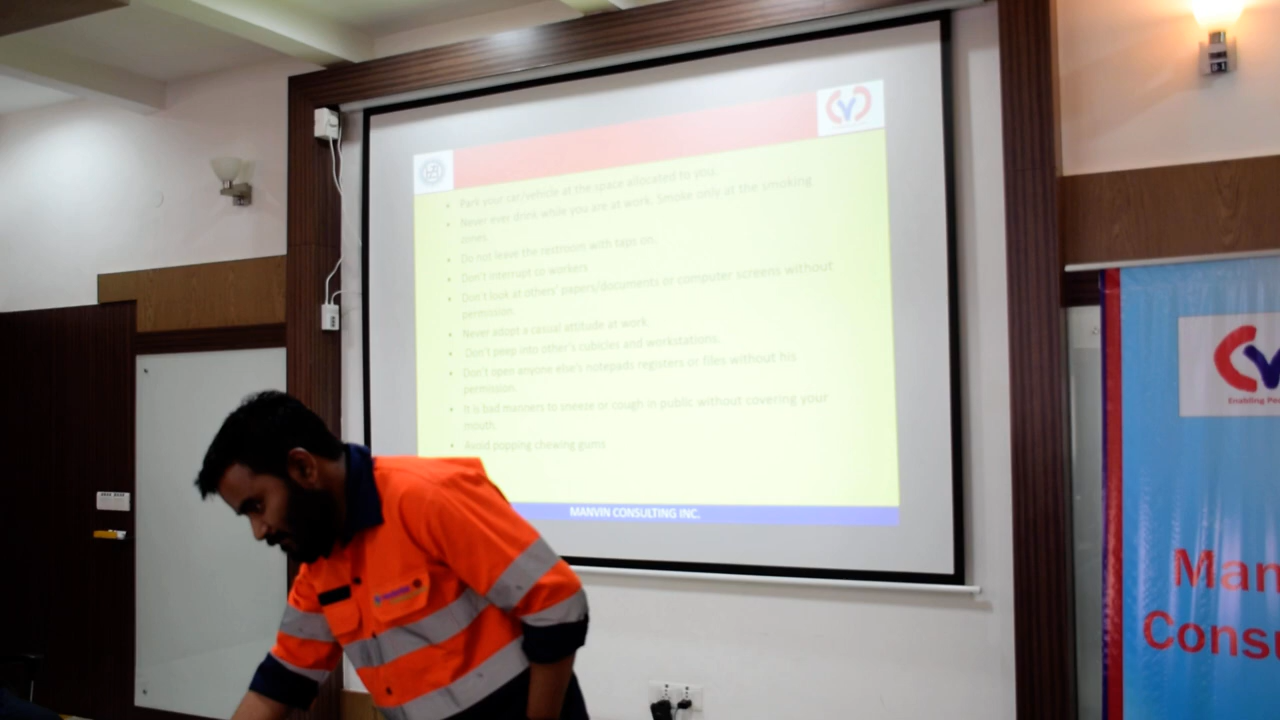 • Park your car/vehicle at the space allocated to you.
• Never ever drink while you are at work. Smoke only at the smoking
zones.
• Do not leave the restroom with taps on.
• Don't interrupt co workers
• Don't look at others' papers/documents or computer screens without
permission.
• Never adopt a casual attitude at work.
• Don't peep into other's cubicles and workstations.
• Don't open anyone else's notepads registers or files without his
permission.
• It is bad manners to sneeze or cough in public without covering your
mouth.
• Avoid popping chewing gums.
MANVIN CONSULTING INC.
Enabling Peo
Man
Consu